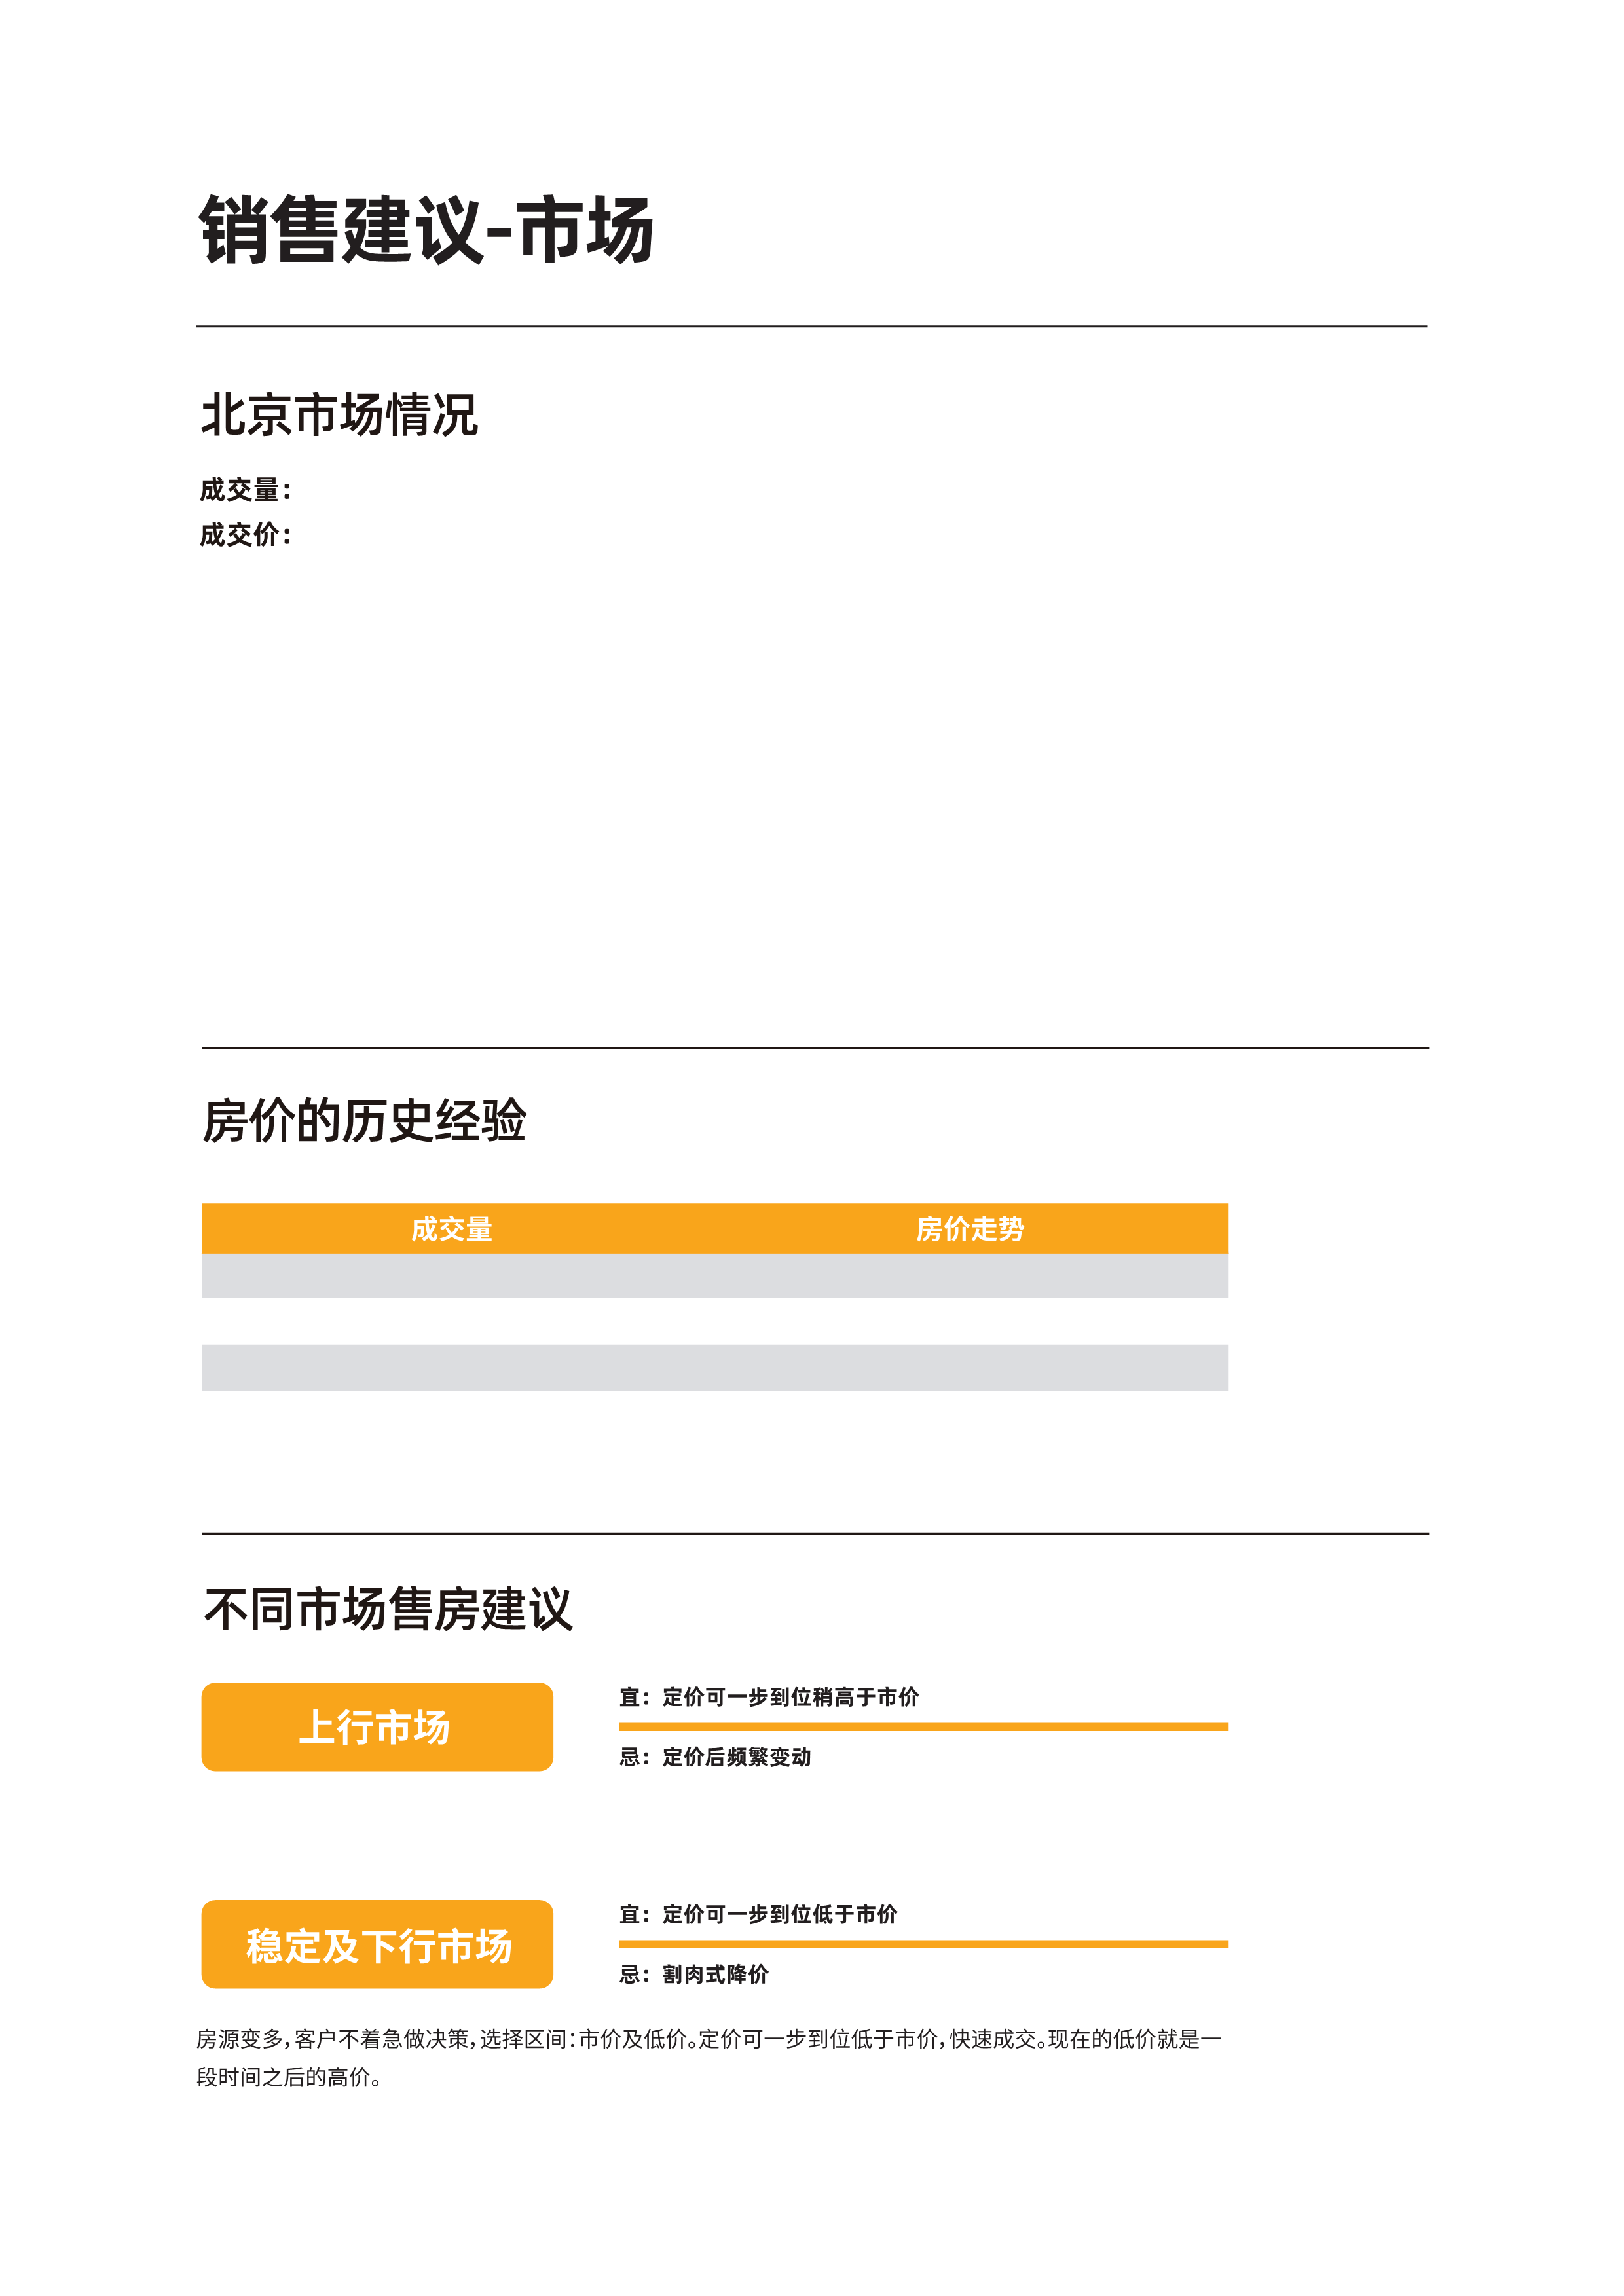 销售建议-市场
北京市场情况
成交量：
成交价：
房价的历史经验
成交量 房价走势
不同市场售房建议
上行市场
宜：定价可一步到位稍高于市价
忌：定价后频繁变动
稳定及下行市场
宜：定价可一步到位低于市价
忌：割肉式降价
房源变多，客户不着急做决策，选择区间：市价及低价。定价可一步到位低于市价，快速成交。现在的低价就是一
段时间之后的高价。